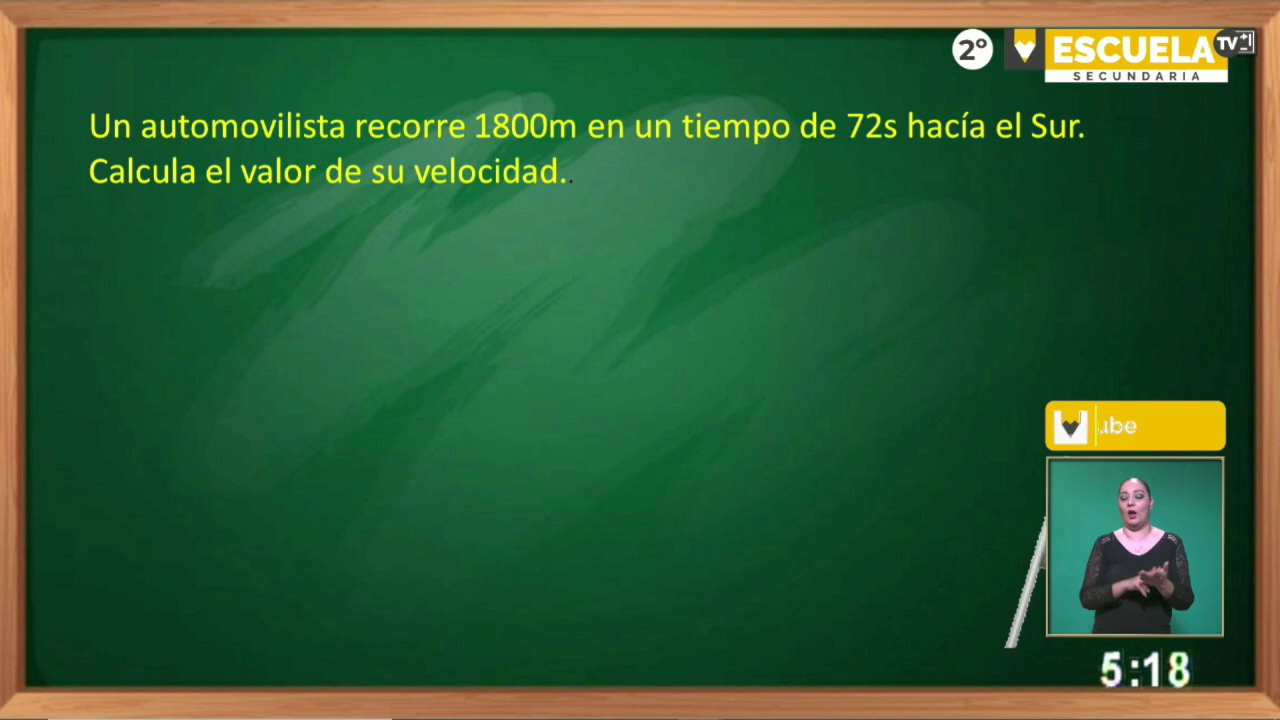 2º
ESCUELA TV
SECUNDARIA
Un automovilista recorre 1800m en un tiempo de 72s hacía el Sur.
Calcula el valor de su velocidad..
5:18